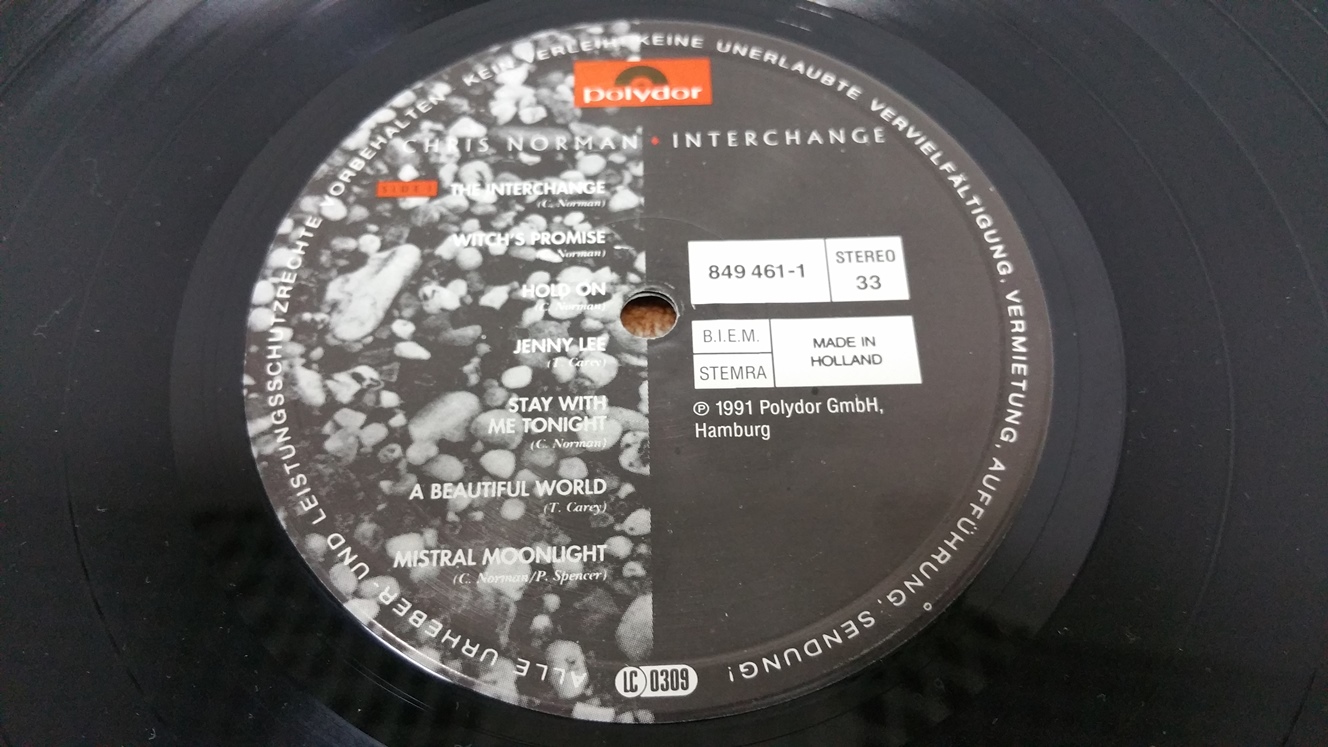 ALLE URHEBER- UND LEISTUNGSSCHUTZRECHTE VORBEHALTEN KEIN VERLEIH! KEINE UNERLAUBTE VERVIELFÄLTIGUNG, VERMIETUNG, AUFFÜHRUNG, SENDUNG!
polydor
CHRIS NORMAN • INTERCHANGE
SIDE 1
THE INTERCHANGE
(C. Norman)
WITCH'S PROMISE
(C. Norman)
HOLD ON
(C. Norman)
JENNY LEE
(T. Carey)
STAY WITH
ME TONIGHT
(C. Norman)
A BEAUTIFUL WORLD
(T. Carey)
MISTRAL MOONLIGHT
(C. Norman/P. Spencer)
849 461-1
STEREO
33
B.I.E.M.
STEMRA
MADE IN
HOLLAND
℗ 1991 Polydor GmbH,
Hamburg
LC 0309